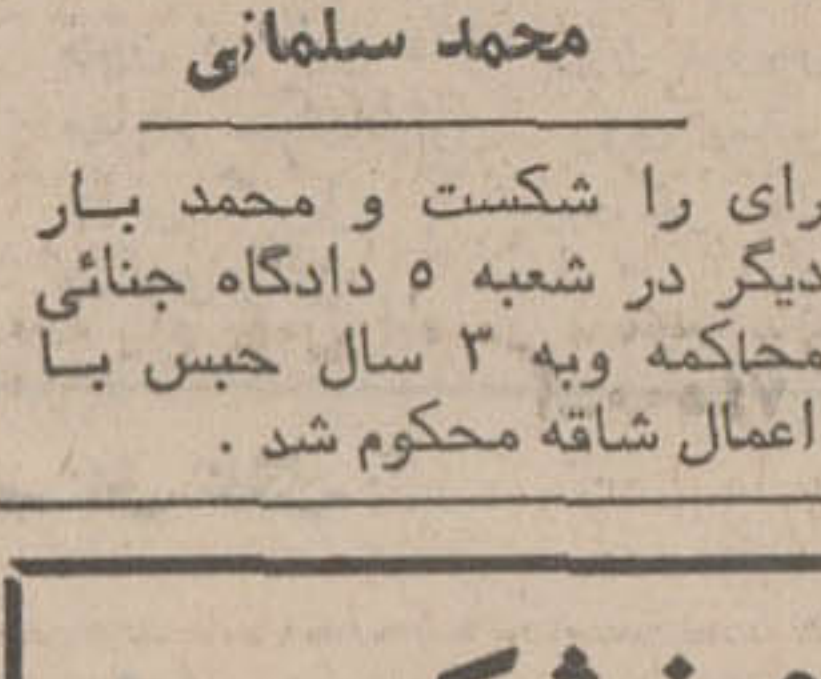 محمد سلمانی
رای را شکست و محمد بار
دیگر در شعبه ۵ دادگاه جنائی
محاکمه وبه ۳ سال حبس با
اعمال شاقه محکوم شد .